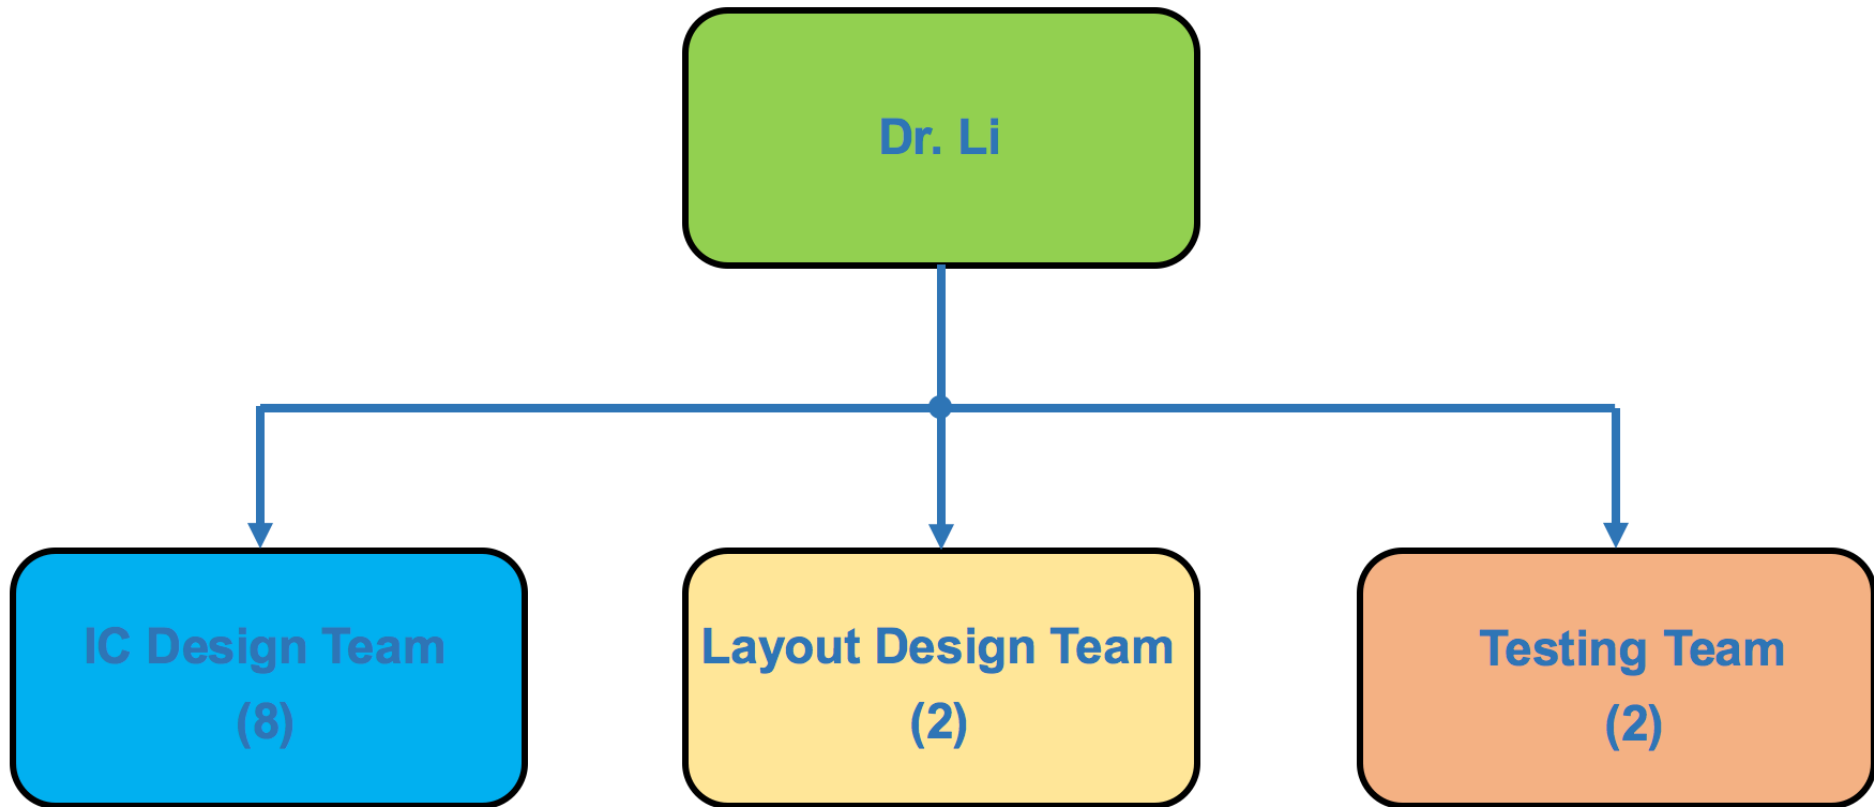 Dr. Li
IC Design Team
(8)
Layout Design Team
(2)
Testing Team
(2)